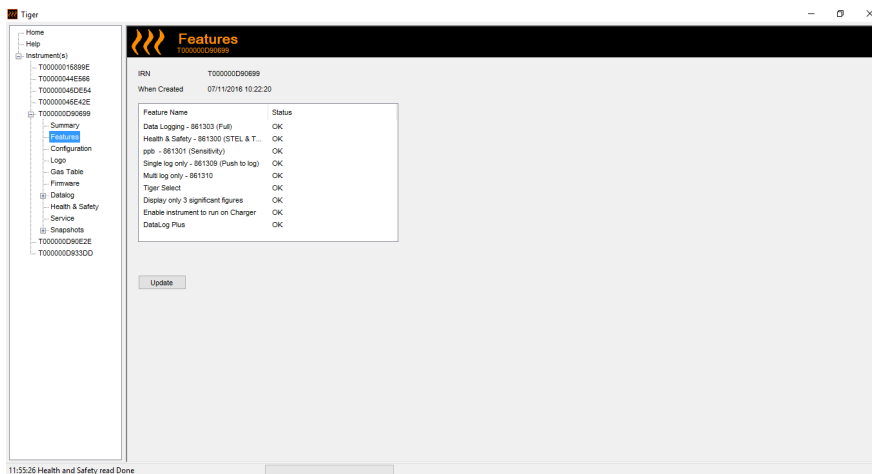 Tiger
Home
Help
Instrument(s)
T00000015899E
T00000044E566
T00000045DE54
T00000045E42E
T000000D90699
Summary
Features
Configuration
Logo
Gas Table
Firmware
Datalog
Health & Safety
Service
Snapshots
T000000D90E2E
T000000D933DD
Features
T000000D90699
IRN T000000D90699
When Created 07/11/2016 10:22:20
Feature Name Status
Data Logging - 861303 (Full) OK
Health & Safety - 861300 (STEL & T... OK
ppb - 861301 (Sensitivity) OK
Single log only - 861309 (Push to log) OK
Multi log only - 861310 OK
Tiger Select OK
Display only 3 significant figures OK
Enable instrument to run on Charger OK
DataLog Plus OK
Update
11:55:26 Health and Safety read Done